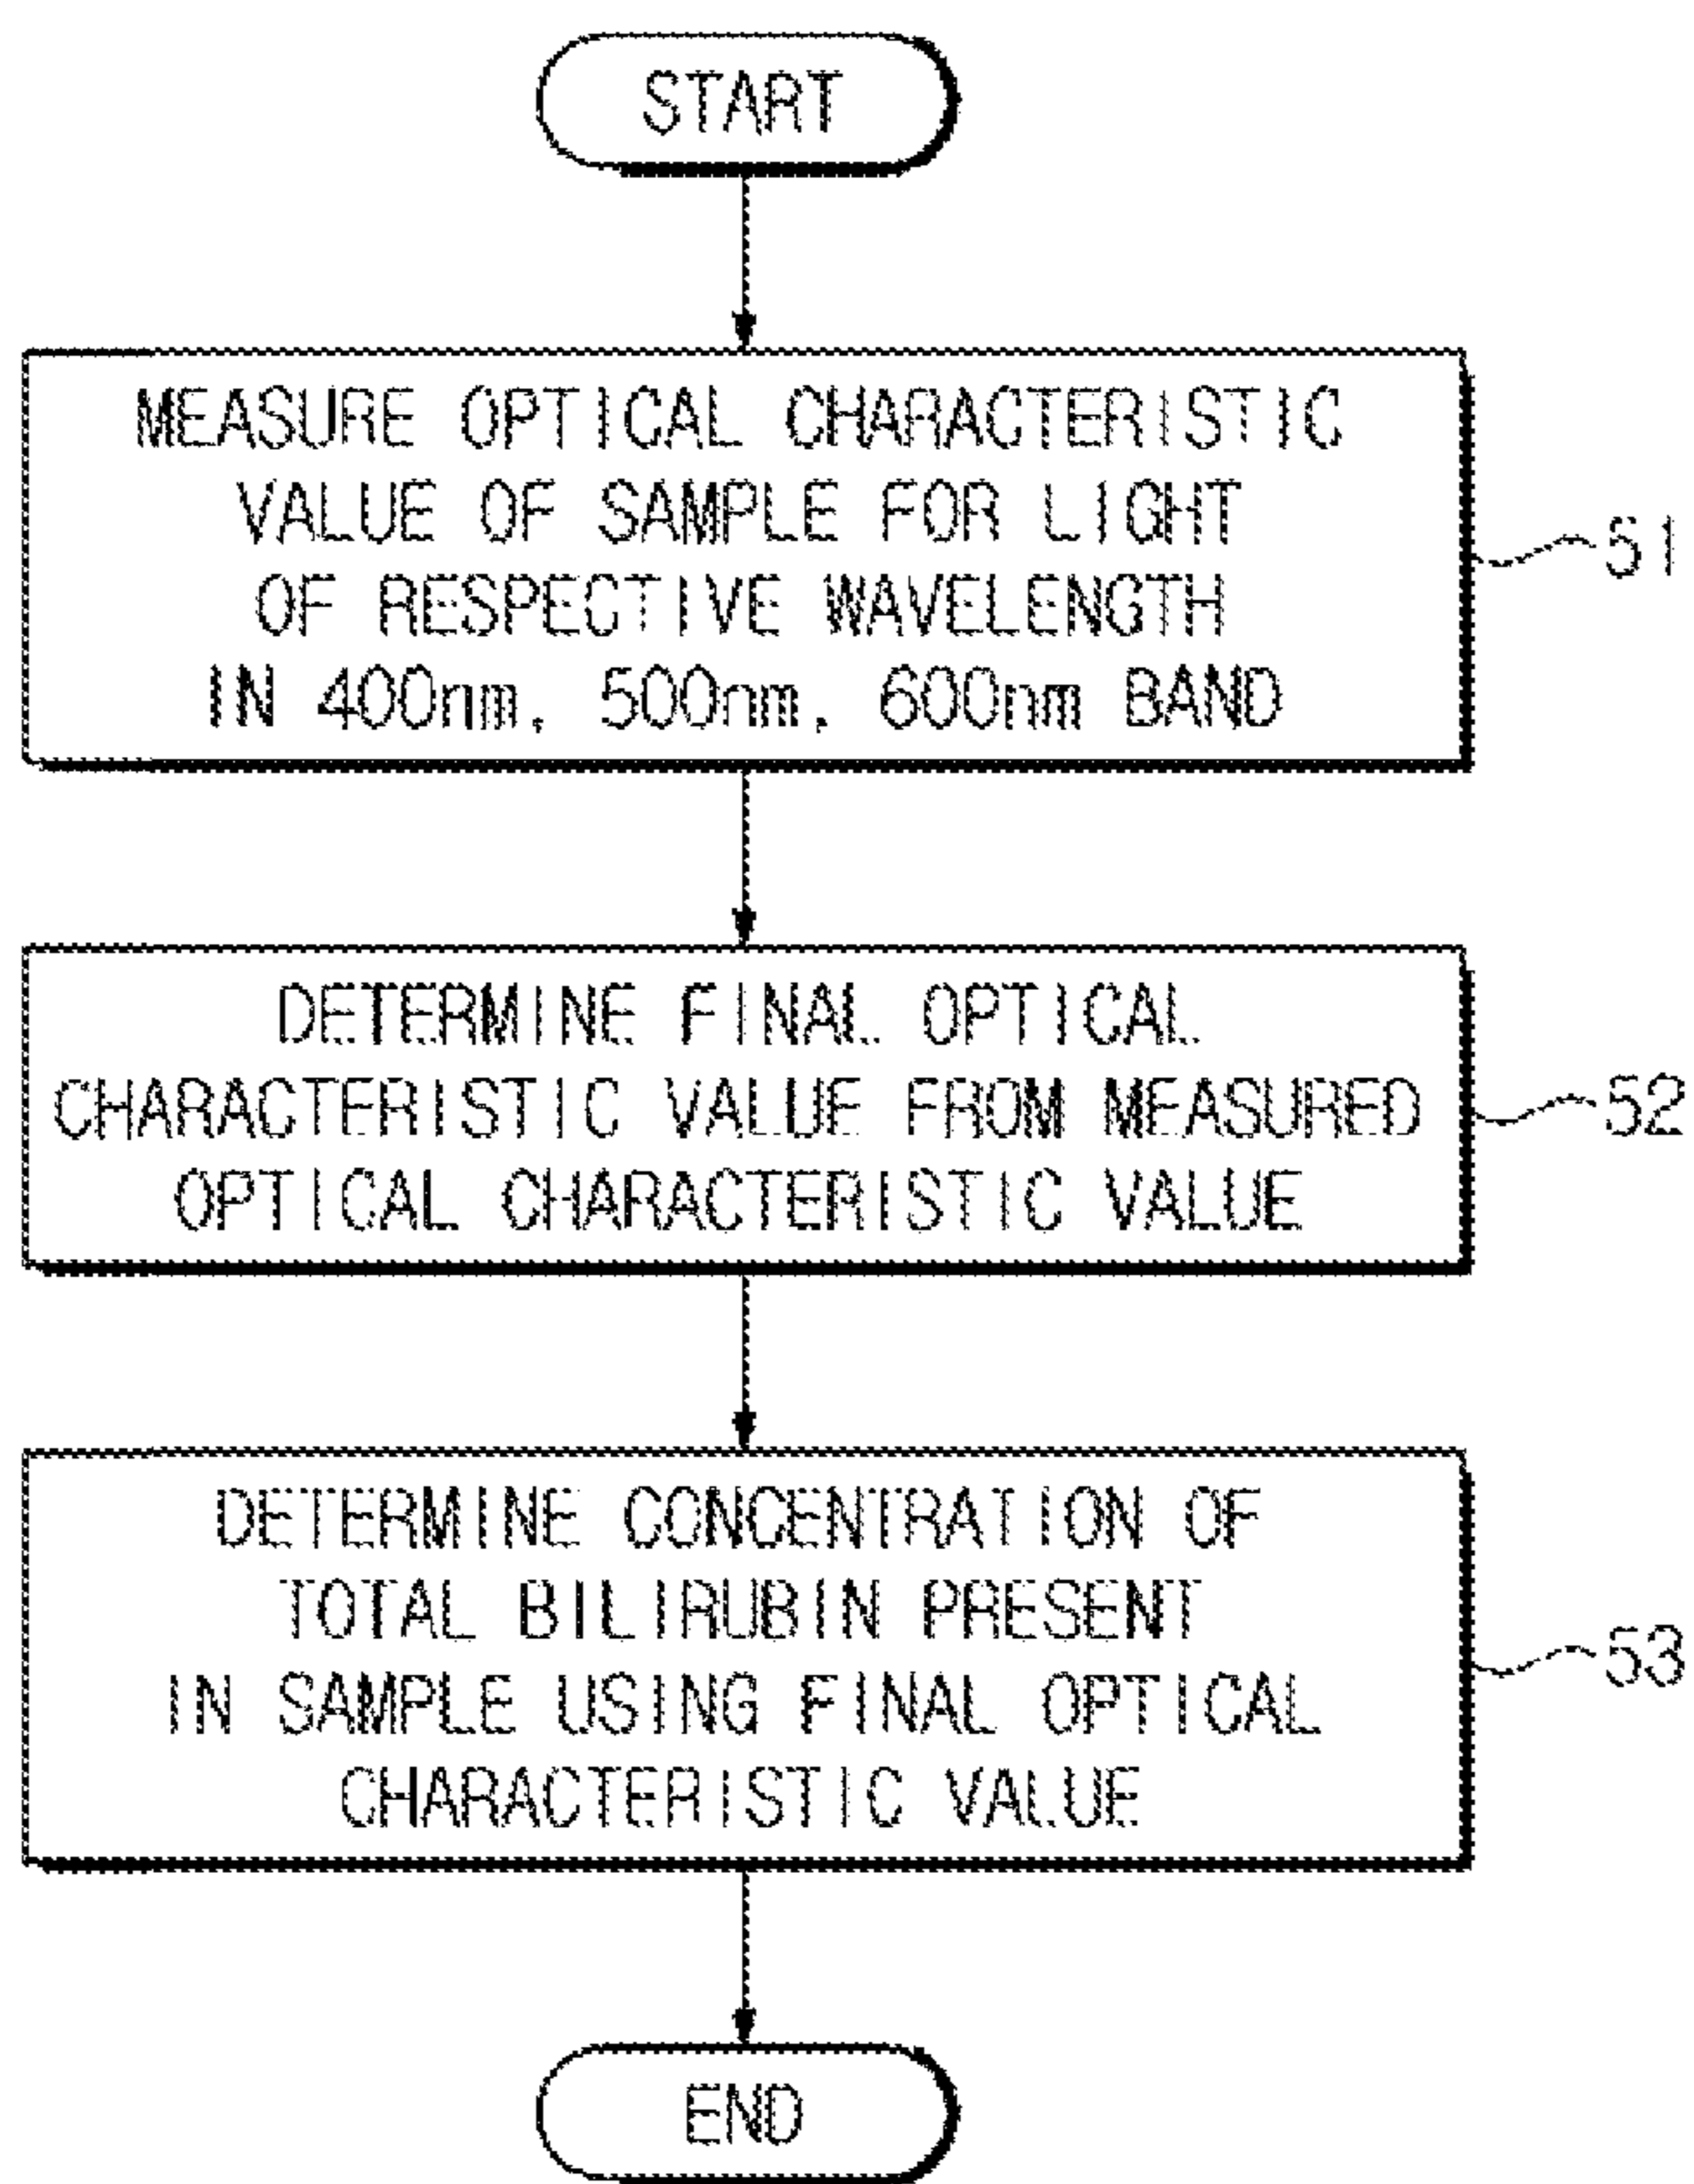 START
MEASURE OPTICAL CHARACTERISTIC
VALUE OF SAMPLE FOR LIGHT
OF RESPECTIVE WAVELENGTH
IN 400nm, 500nm, 600nm BAND
51
DETERMINE FINAL OPTICAL
CHARACTERISTIC VALUE FROM MEASURED
OPTICAL CHARACTERISTIC VALUE
52
DETERMINE CONCENTRATION OF
TOTAL BILIRUBIN PRESENT
IN SAMPLE USING FINAL OPTICAL
CHARACTERISTIC VALUE
53
END